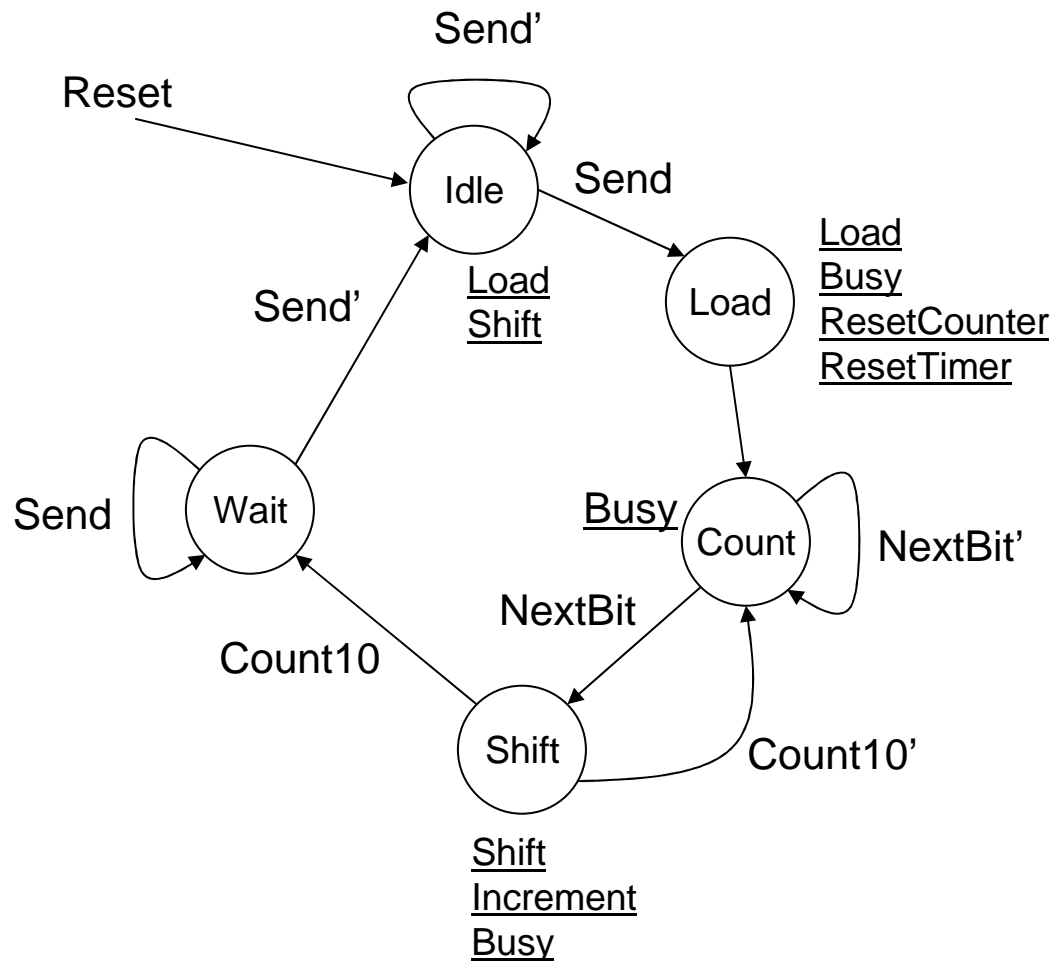 Send’
Reset
Idle
Send
Load
Shift
Load
Load
Busy
ResetCounter
ResetTimer
Send’
Send
Wait
Busy
Count
NextBit’
NextBit
Count10
Shift
Count10’
Shift
Increment
Busy